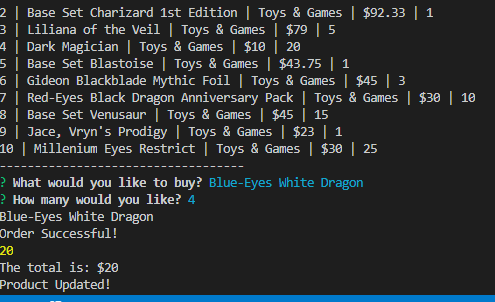 2 | Base Set Charizard 1st Edition | Toys & Games | $92.33 | 1
3 | Liliana of the Veil | Toys & Games | $79 | 5
4 | Dark Magician | Toys & Games | $10 | 20
5 | Base Set Blastoise | Toys & Games | $43.75 | 1
6 | Gideon Blackblade Mythic Foil | Toys & Games | $45 | 3
7 | Red-Eyes Black Dragon Anniversary Pack | Toys & Games | $30 | 10
8 | Base Set Venusaur | Toys & Games | $45 | 15
9 | Jace, Vryn's Prodigy | Toys & Games | $23 | 1
10 | Millenium Eyes Restrict | Toys & Games | $30 | 25
-----------------------------------
? What would you like to buy? Blue-Eyes White Dragon
? How many would you like? 4
Blue-Eyes White Dragon
Order Successful!
20
The total is: $20
Product Updated!